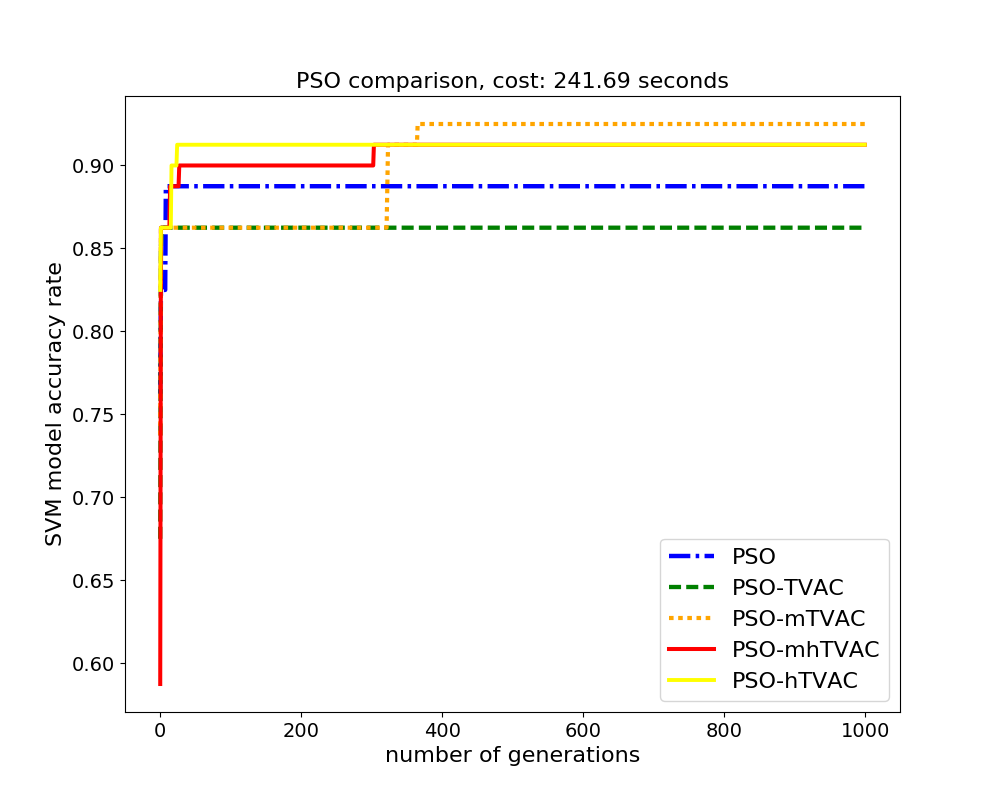 PSO comparison, cost: 241.69 seconds
SVM model accuracy rate
0.90
0.85
0.80
0.75
0.70
0.65
0.60
PSO
PSO-TVAC
PSO-mTVAC
PSO-mhTVAC
PSO-hTVAC
0 200 400 600 800 1000
number of generations